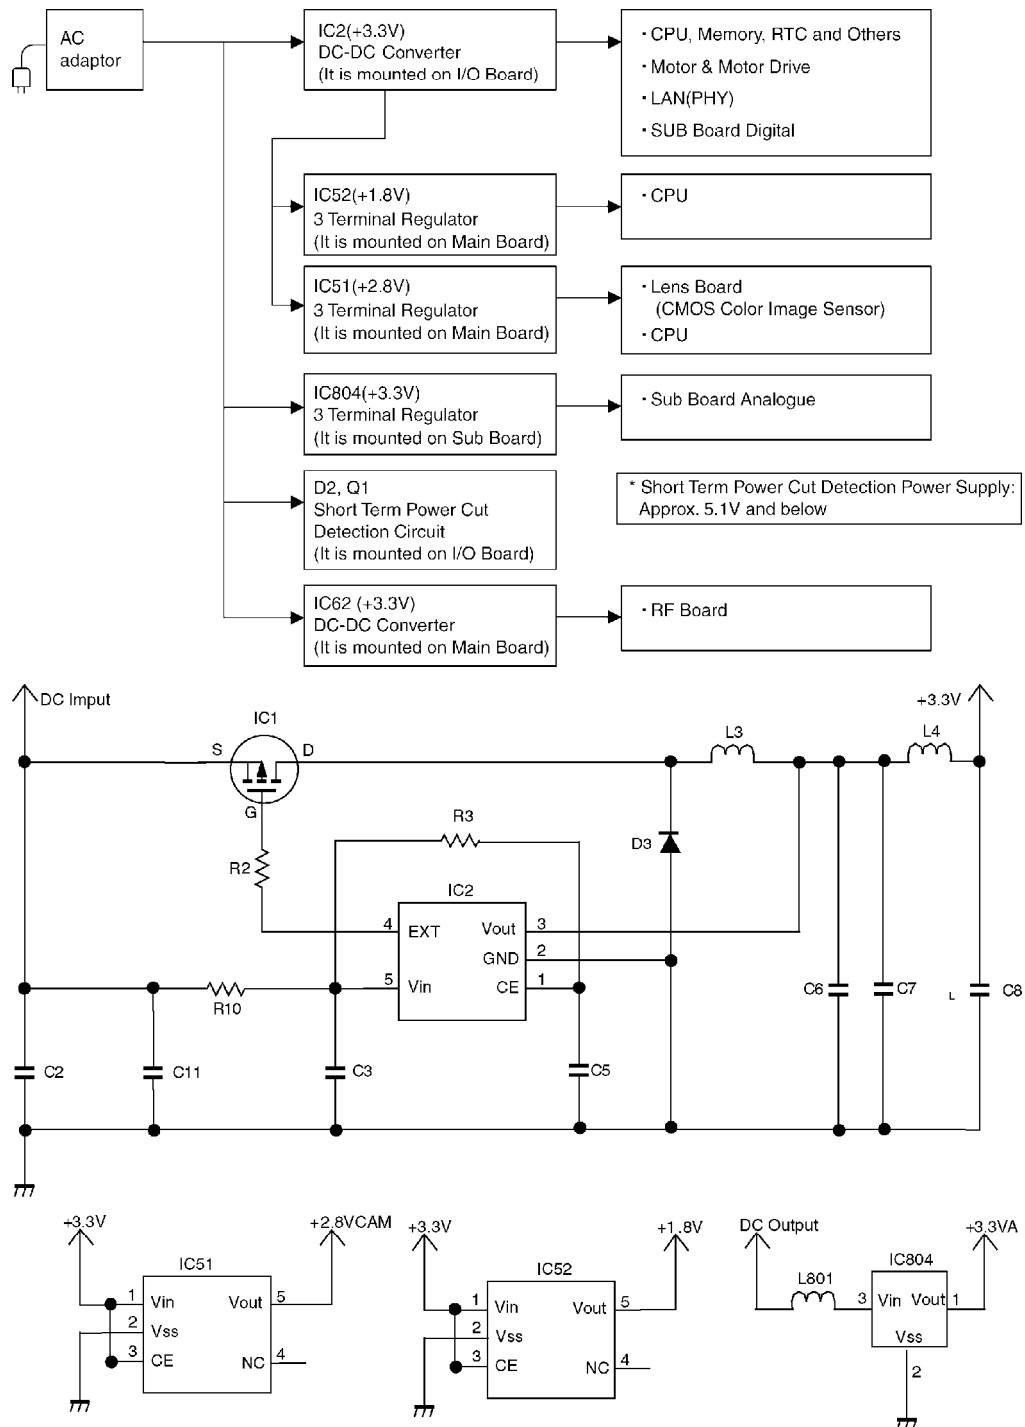 AC
adaptor
IC2(+3.3V)
DC-DC Converter
(It is mounted on I/O Board)
・CPU, Memory, RTC and Others
・Motor & Motor Drive
・LAN(PHY)
・SUB Board Digital
IC52(+1.8V)
3 Terminal Regulator
(It is mounted on Main Board)
・CPU
IC51(+2.8V)
3 Terminal Regulator
(It is mounted on Main Board)
・Lens Board
(CMOS Color Image Sensor)
・CPU
IC804(+3.3V)
3 Terminal Regulator
(It is mounted on Sub Board)
・Sub Board Analogue
D2, Q1
Short Term Power Cut
Detection Circuit
(It is mounted on I/O Board)
* Short Term Power Cut Detection Power Supply:
Approx. 5.1V and below
IC62 (+3.3V)
DC-DC Converter
(It is mounted on Main Board)
・RF Board
DC Imput
+3.3V
IC1
S
D
G
L3
L4
R3
D3
R2
IC2
4
EXT
Vout
3
GND
2
5
Vin
CE
1
R10
C6
C7
L
C8
C2
C11
C3
C5
+3.3V
+2.8VCAM
IC51
1
Vin
Vout
5
2
Vss
3
CE
NC
4
+3.3V
+1.8V
IC52
1
Vin
Vout
5
2
Vss
3
CE
NC
4
DC Output
+3.3VA
IC804
L801
3
Vin
Vout
1
Vss
2